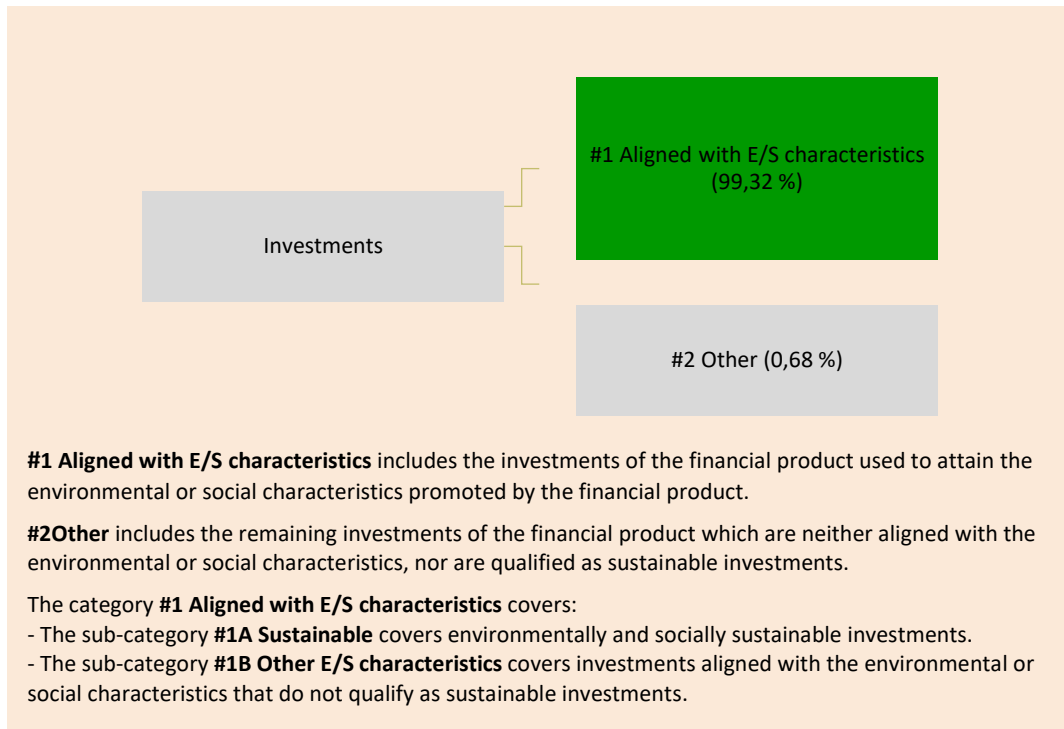 #1 Aligned with E/S characteristics
(99,32 %)
Investments
#2 Other (0,68 %)
#1 Aligned with E/S characteristics includes the investments of the financial product used to attain the
environmental or social characteristics promoted by the financial product.
#2Other includes the remaining investments of the financial product which are neither aligned with the
environmental or social characteristics, nor are qualified as sustainable investments.
The category #1 Aligned with E/S characteristics covers:
- The sub-category #1A Sustainable covers environmentally and socially sustainable investments.
- The sub-category #1B Other E/S characteristics covers investments aligned with the environmental or
social characteristics that do not qualify as sustainable investments.